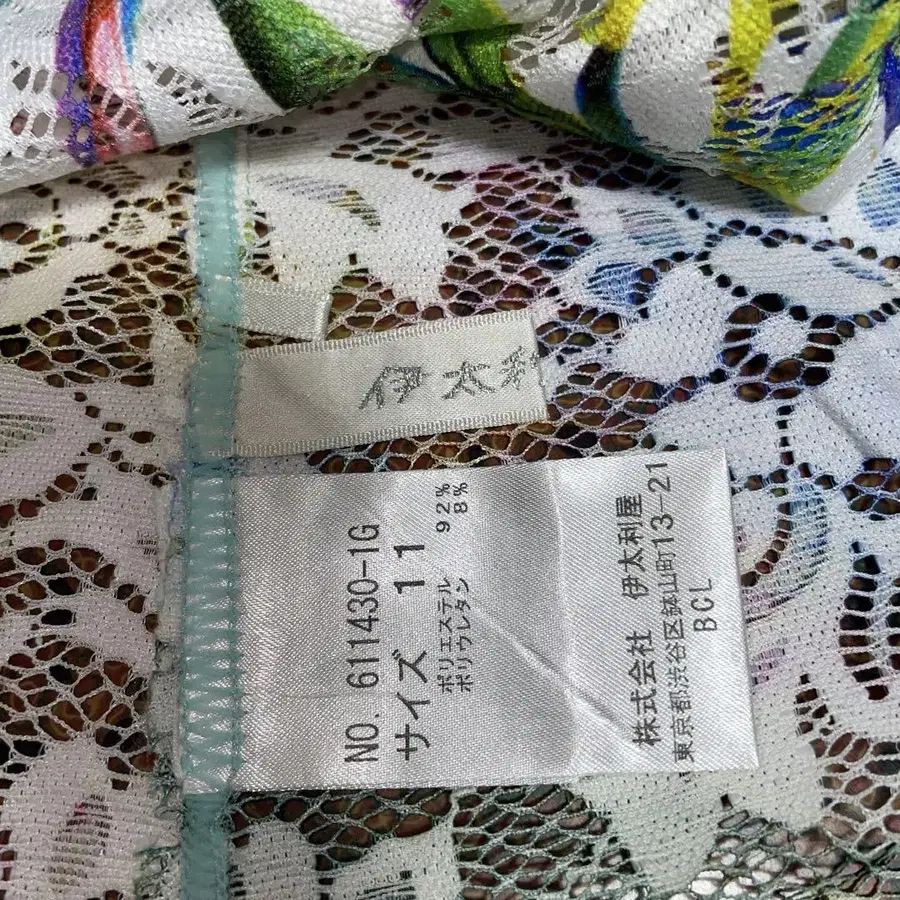 伊太利
NO. 611430-1G
サイズ 11
ポリエステル 92%
ポリウレタン 8%
株式会社 伊太利屋
東京都渋谷区鉢山町13-21
BCL